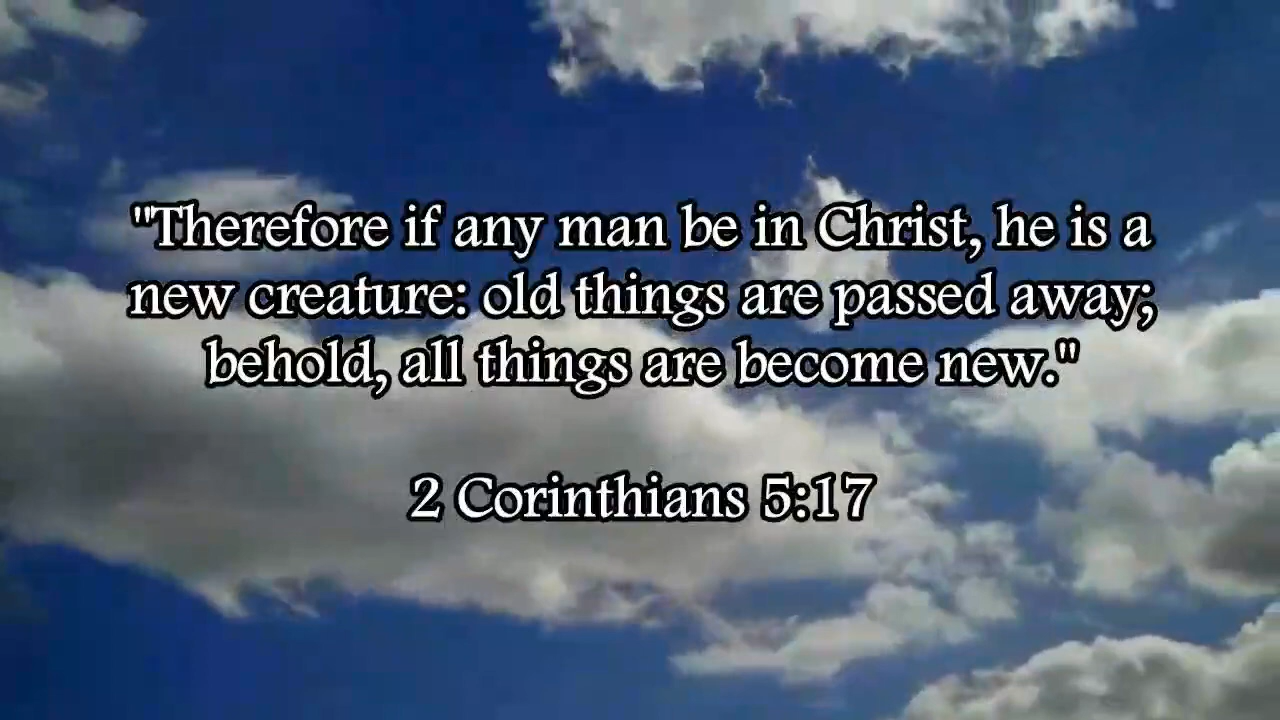 "Therefore if any man be in Christ, he is a
new creature: old things are passed away;
behold, all things are become new."
2 Corinthians 5:17